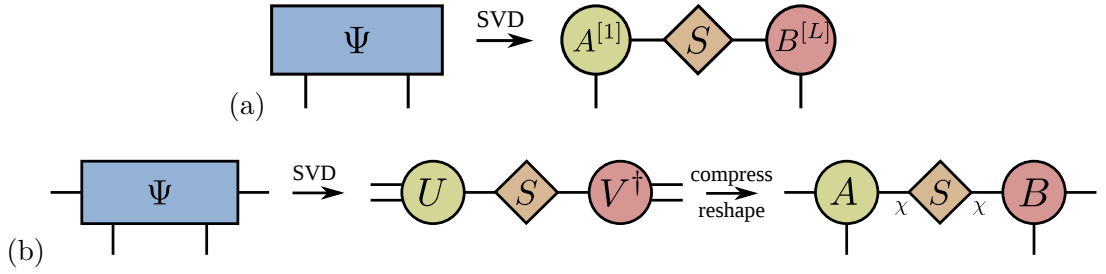 Ψ SVD A^{[1]} S B^{[L]}
(a)
Ψ SVD U S V^† compress reshape A χ S χ B
(b)